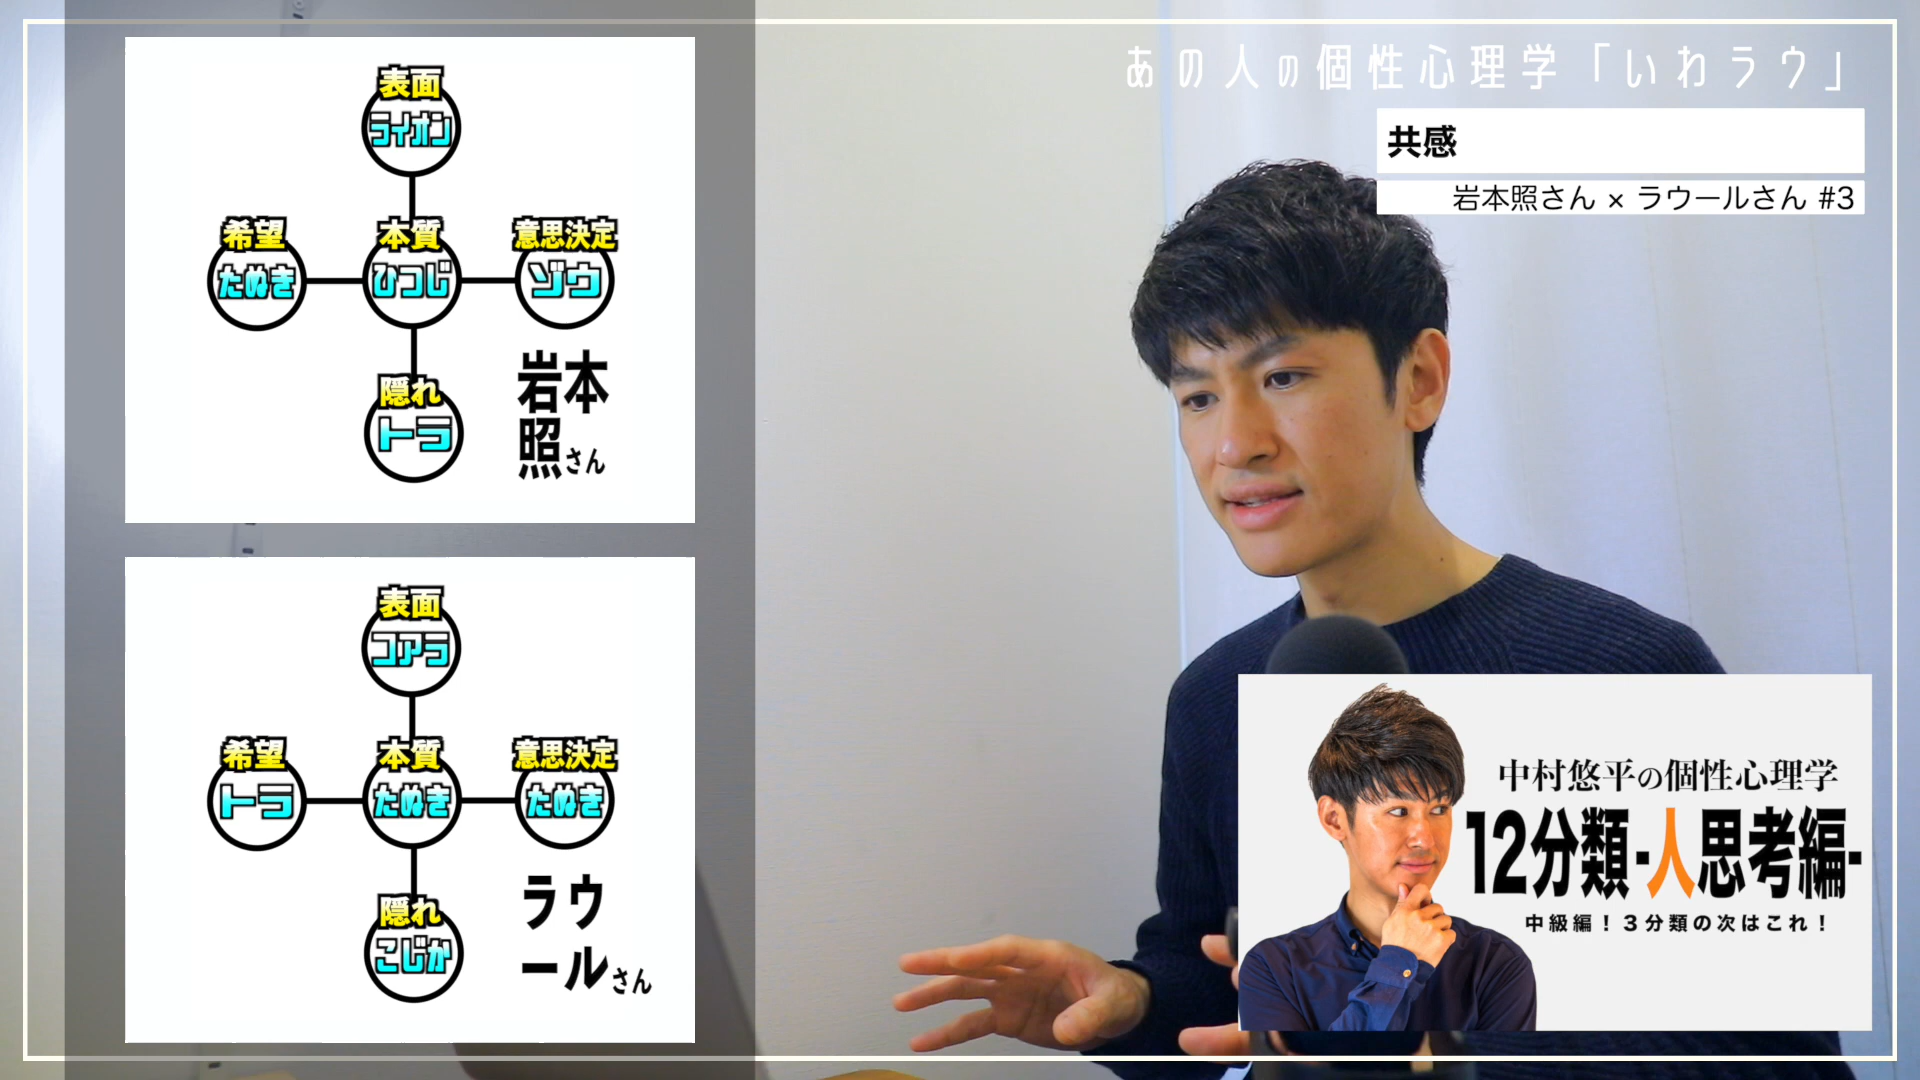 あの人の個性心理学「いわラウ」
共感
岩本照さん × ラウールさん #3
表面
ライオン
希望
たぬき
本質
ひつじ
意思決定
ゾウ
隠れ
トラ
岩本
照さん
表面
コアラ
希望
トラ
本質
たぬき
意思決定
たぬき
隠れ
こじか
ラウ
ールさん
中村悠平の個性心理学
12分類-人思考編-
中級編！３分類の次はこれ！